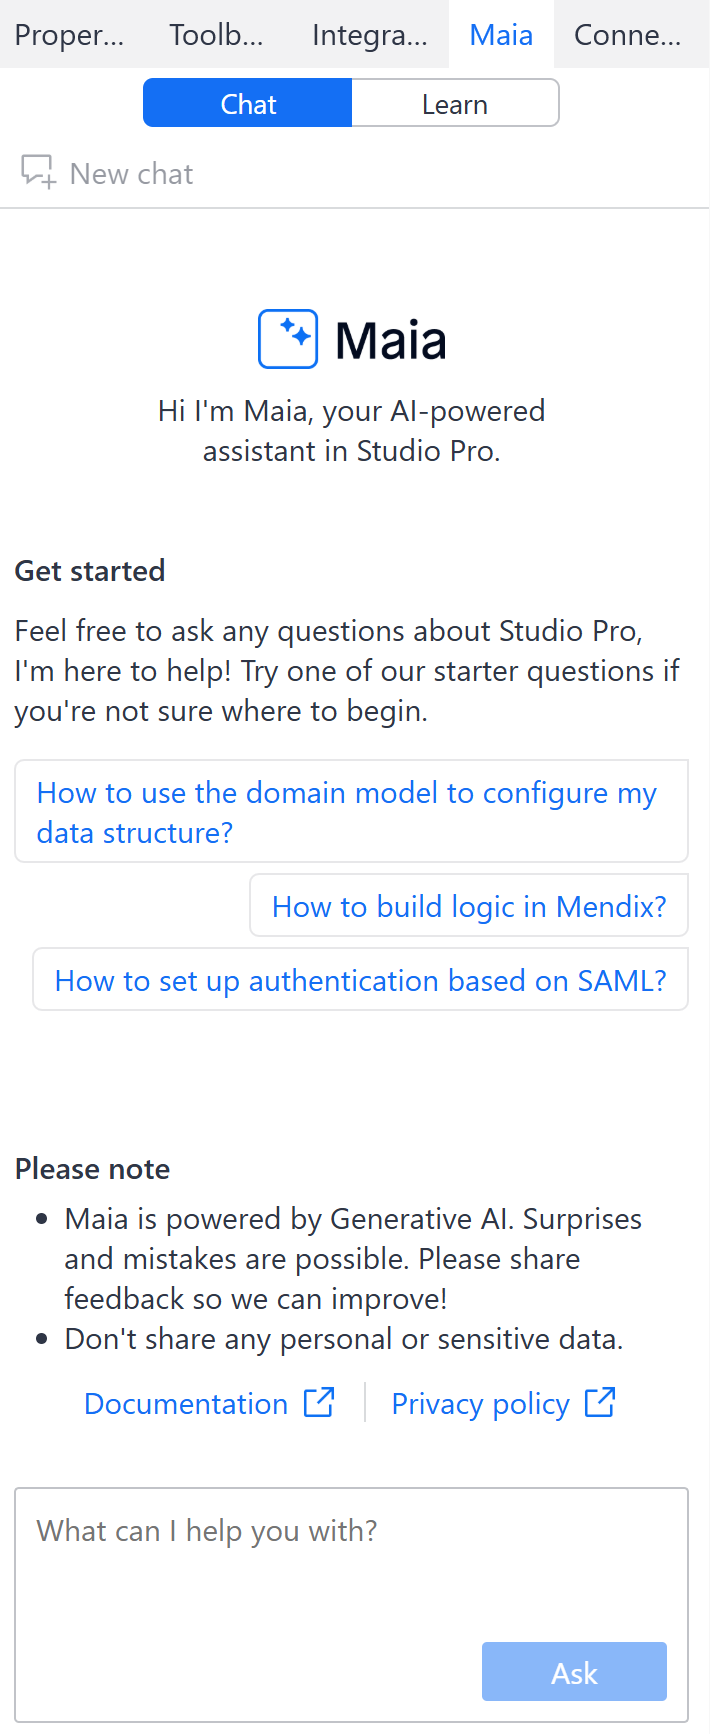 Proper... Toolb... Integra... Maia Conne...
Chat Learn
New chat
Maia
Hi I'm Maia, your AI-powered
assistant in Studio Pro.
Get started
Feel free to ask any questions about Studio Pro,
I'm here to help! Try one of our starter questions if
you're not sure where to begin.
How to use the domain model to configure my
data structure?
How to build logic in Mendix?
How to set up authentication based on SAML?
Please note
• Maia is powered by Generative AI. Surprises
and mistakes are possible. Please share
feedback so we can improve!
• Don't share any personal or sensitive data.
Documentation Privacy policy
What can I help you with?
Ask